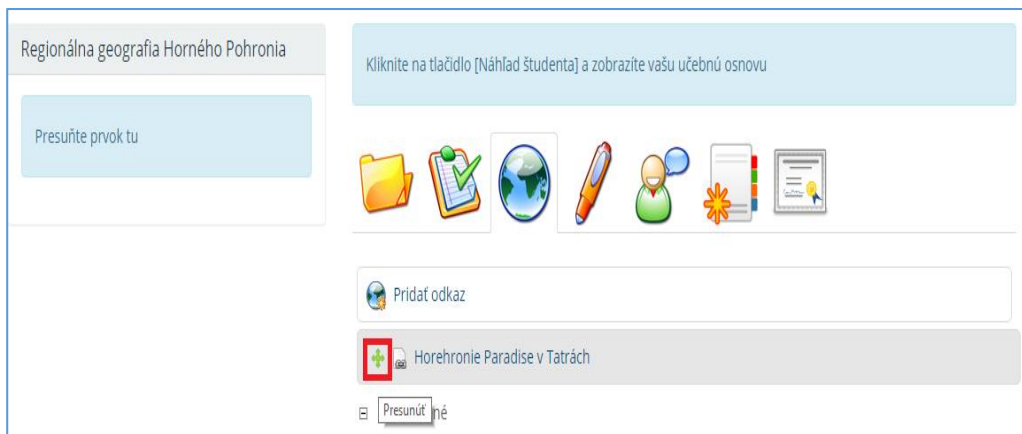 Regionálna geografia Horného Pohronia
Presuňte prvok tu
Kliknite na tlačidlo [Náhľad študenta] a zobrazíte vašu učebnú osnovu
Pridať odkaz
Horehronie Paradise v Tatrách
Presunúť né